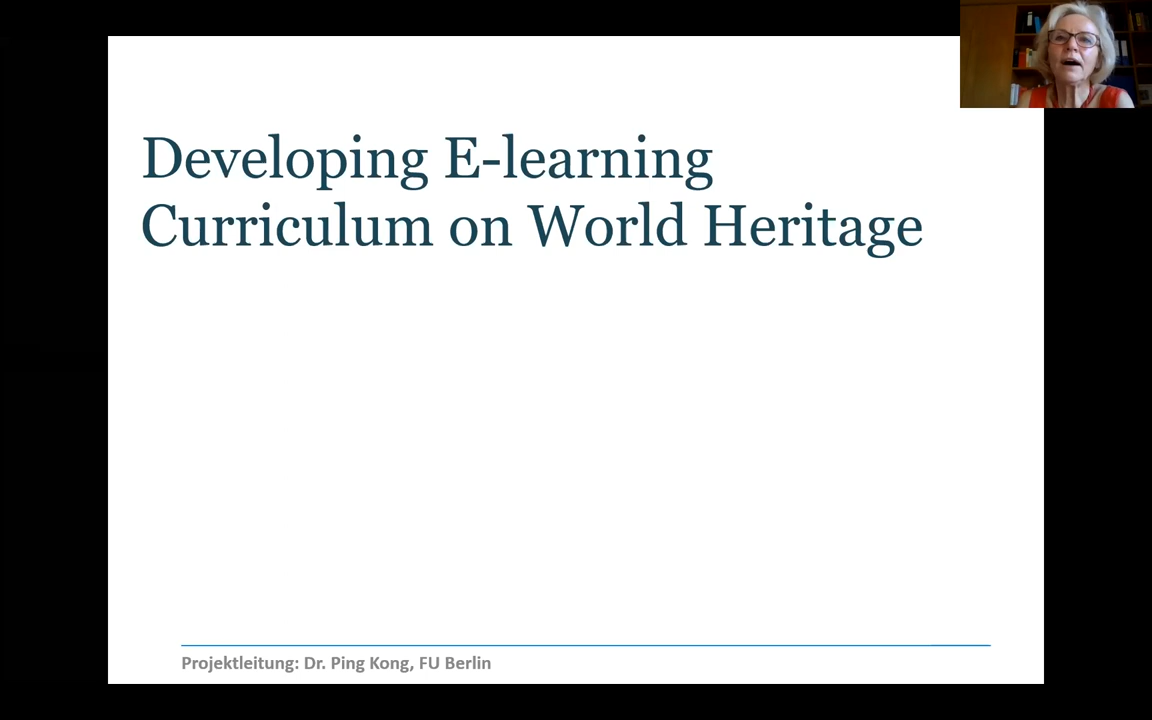 Developing E-learning
Curriculum on World Heritage
Projektleitung: Dr. Ping Kong, FU Berlin